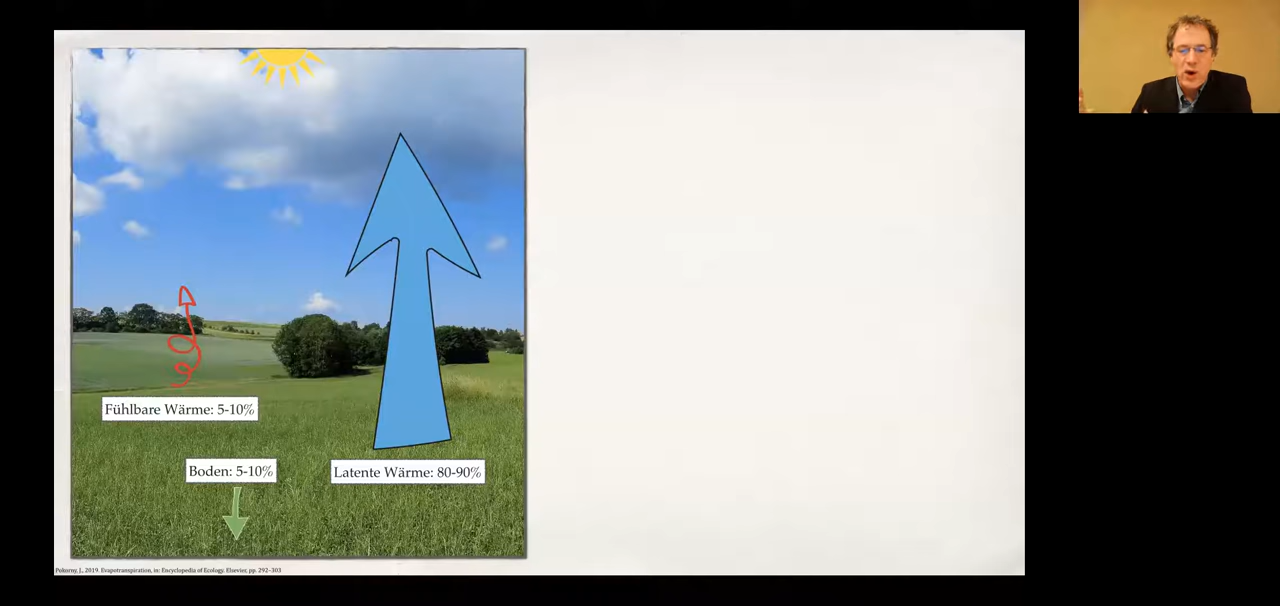 Fühlbare Wärme: 5-10%
Boden: 5-10%
Latente Wärme: 80-90%
Pokorny, J., 2019. Evapotranspiration, in: Encyclopedia of Ecology. Elsevier, pp. 292–303